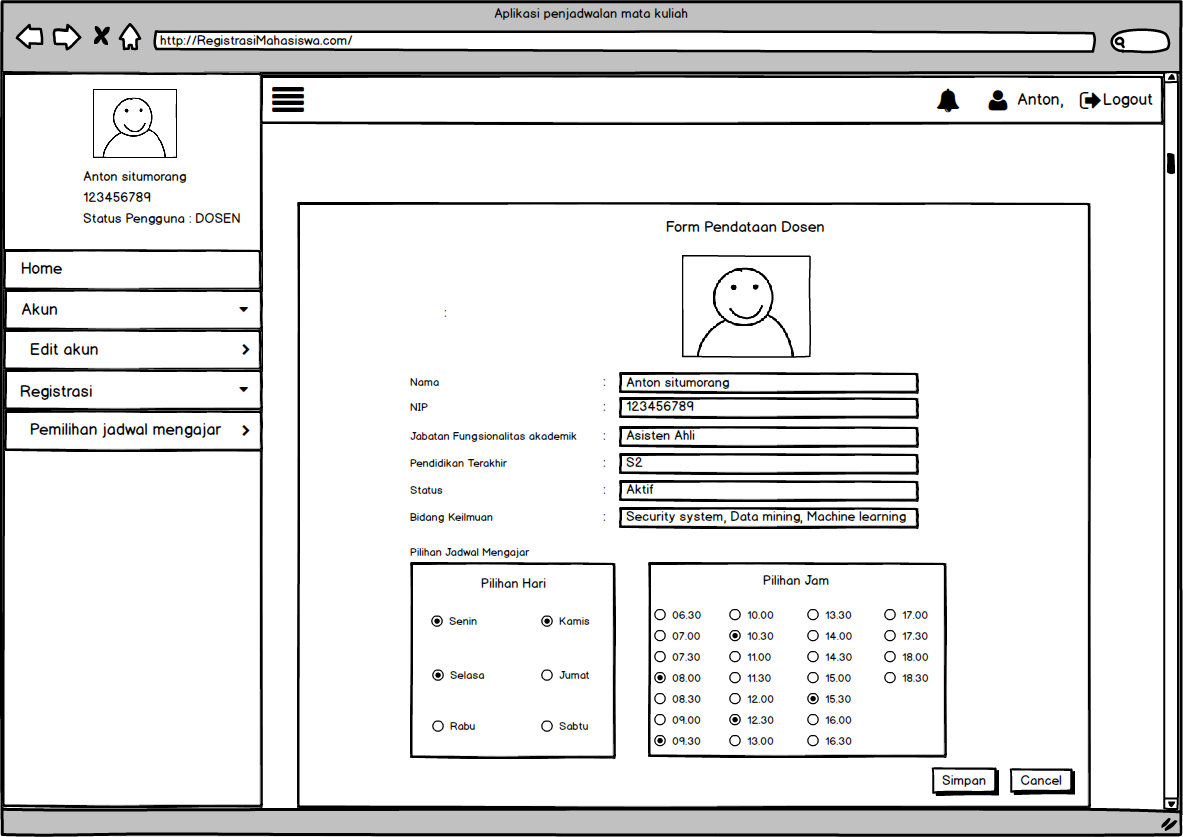 Aplikasi penjadwalan mata kuliah
http://RegistrasiMahasiswa.com/
Anton, Logout
Anton situmorang
123456789
Status Pengguna : DOSEN
Home
Akun
Edit akun
Registrasi
Pemilihan jadwal mengajar
Form Pendataan Dosen
:
Nama : Anton situmorang
NIP : 123456789
Jabatan Fungsionalitas akademik : Asisten Ahli
Pendidikan Terakhir : S2
Status : Aktif
Bidang Keilmuan : Security system, Data mining, Machine learning
Pilihan Jadwal Mengajar
Pilihan Hari
Senin Kamis
Selasa Jumat
Rabu Sabtu
Pilihan Jam
06.30 10.00 13.30 17.00
07.00 10.30 14.00 17.30
07.30 11.00 14.30 18.00
08.00 11.30 15.00 18.30
08.30 12.00 15.30
09.00 12.30 16.00
09.30 13.00 16.30
Simpan Cancel